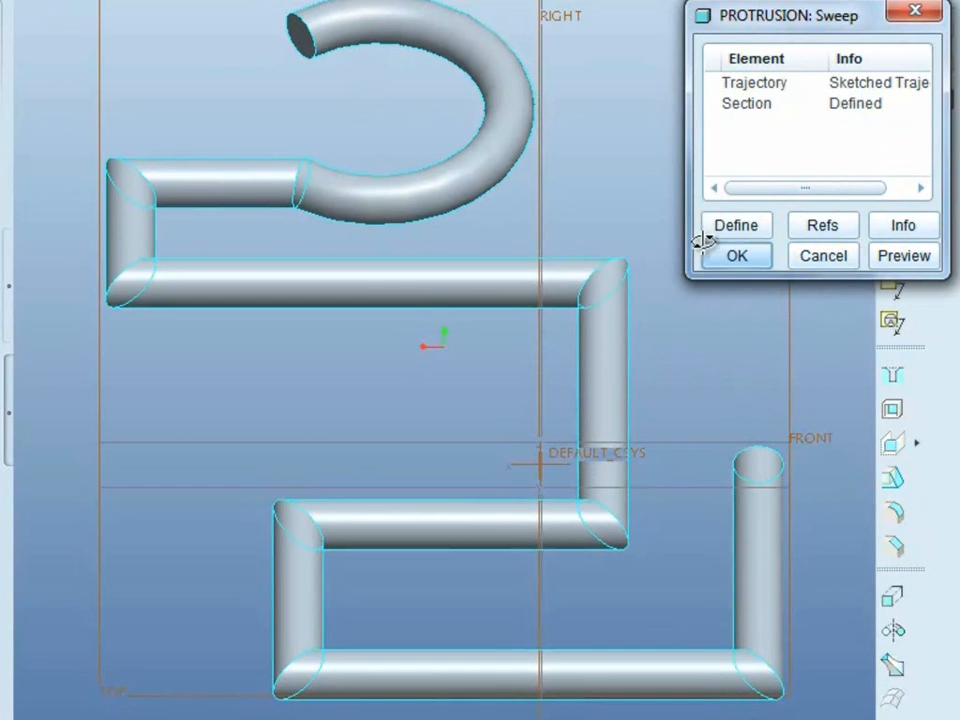 RIGHT
PROTRUSION: Sweep
Element Info
Trajectory Sketched Traje
Section Defined
Define Refs Info
OK Cancel Preview
FRONT
DEFAULT_CSYS
TOP